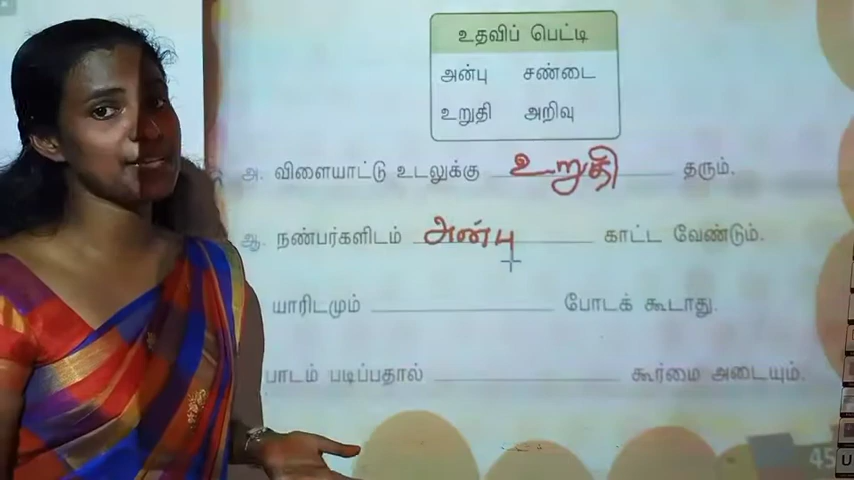 உதவிப் பெட்டி
அன்பு சண்டை
உறுதி அறிவு
அ. விளையாட்டு உடலுக்கு உறுதி தரும்.
ஆ. நண்பர்களிடம் அன்பு காட்ட வேண்டும்.
யாரிடமும் போடக் கூடாது.
பாடம் படிப்பதால் கூர்மை அடையும்.
45